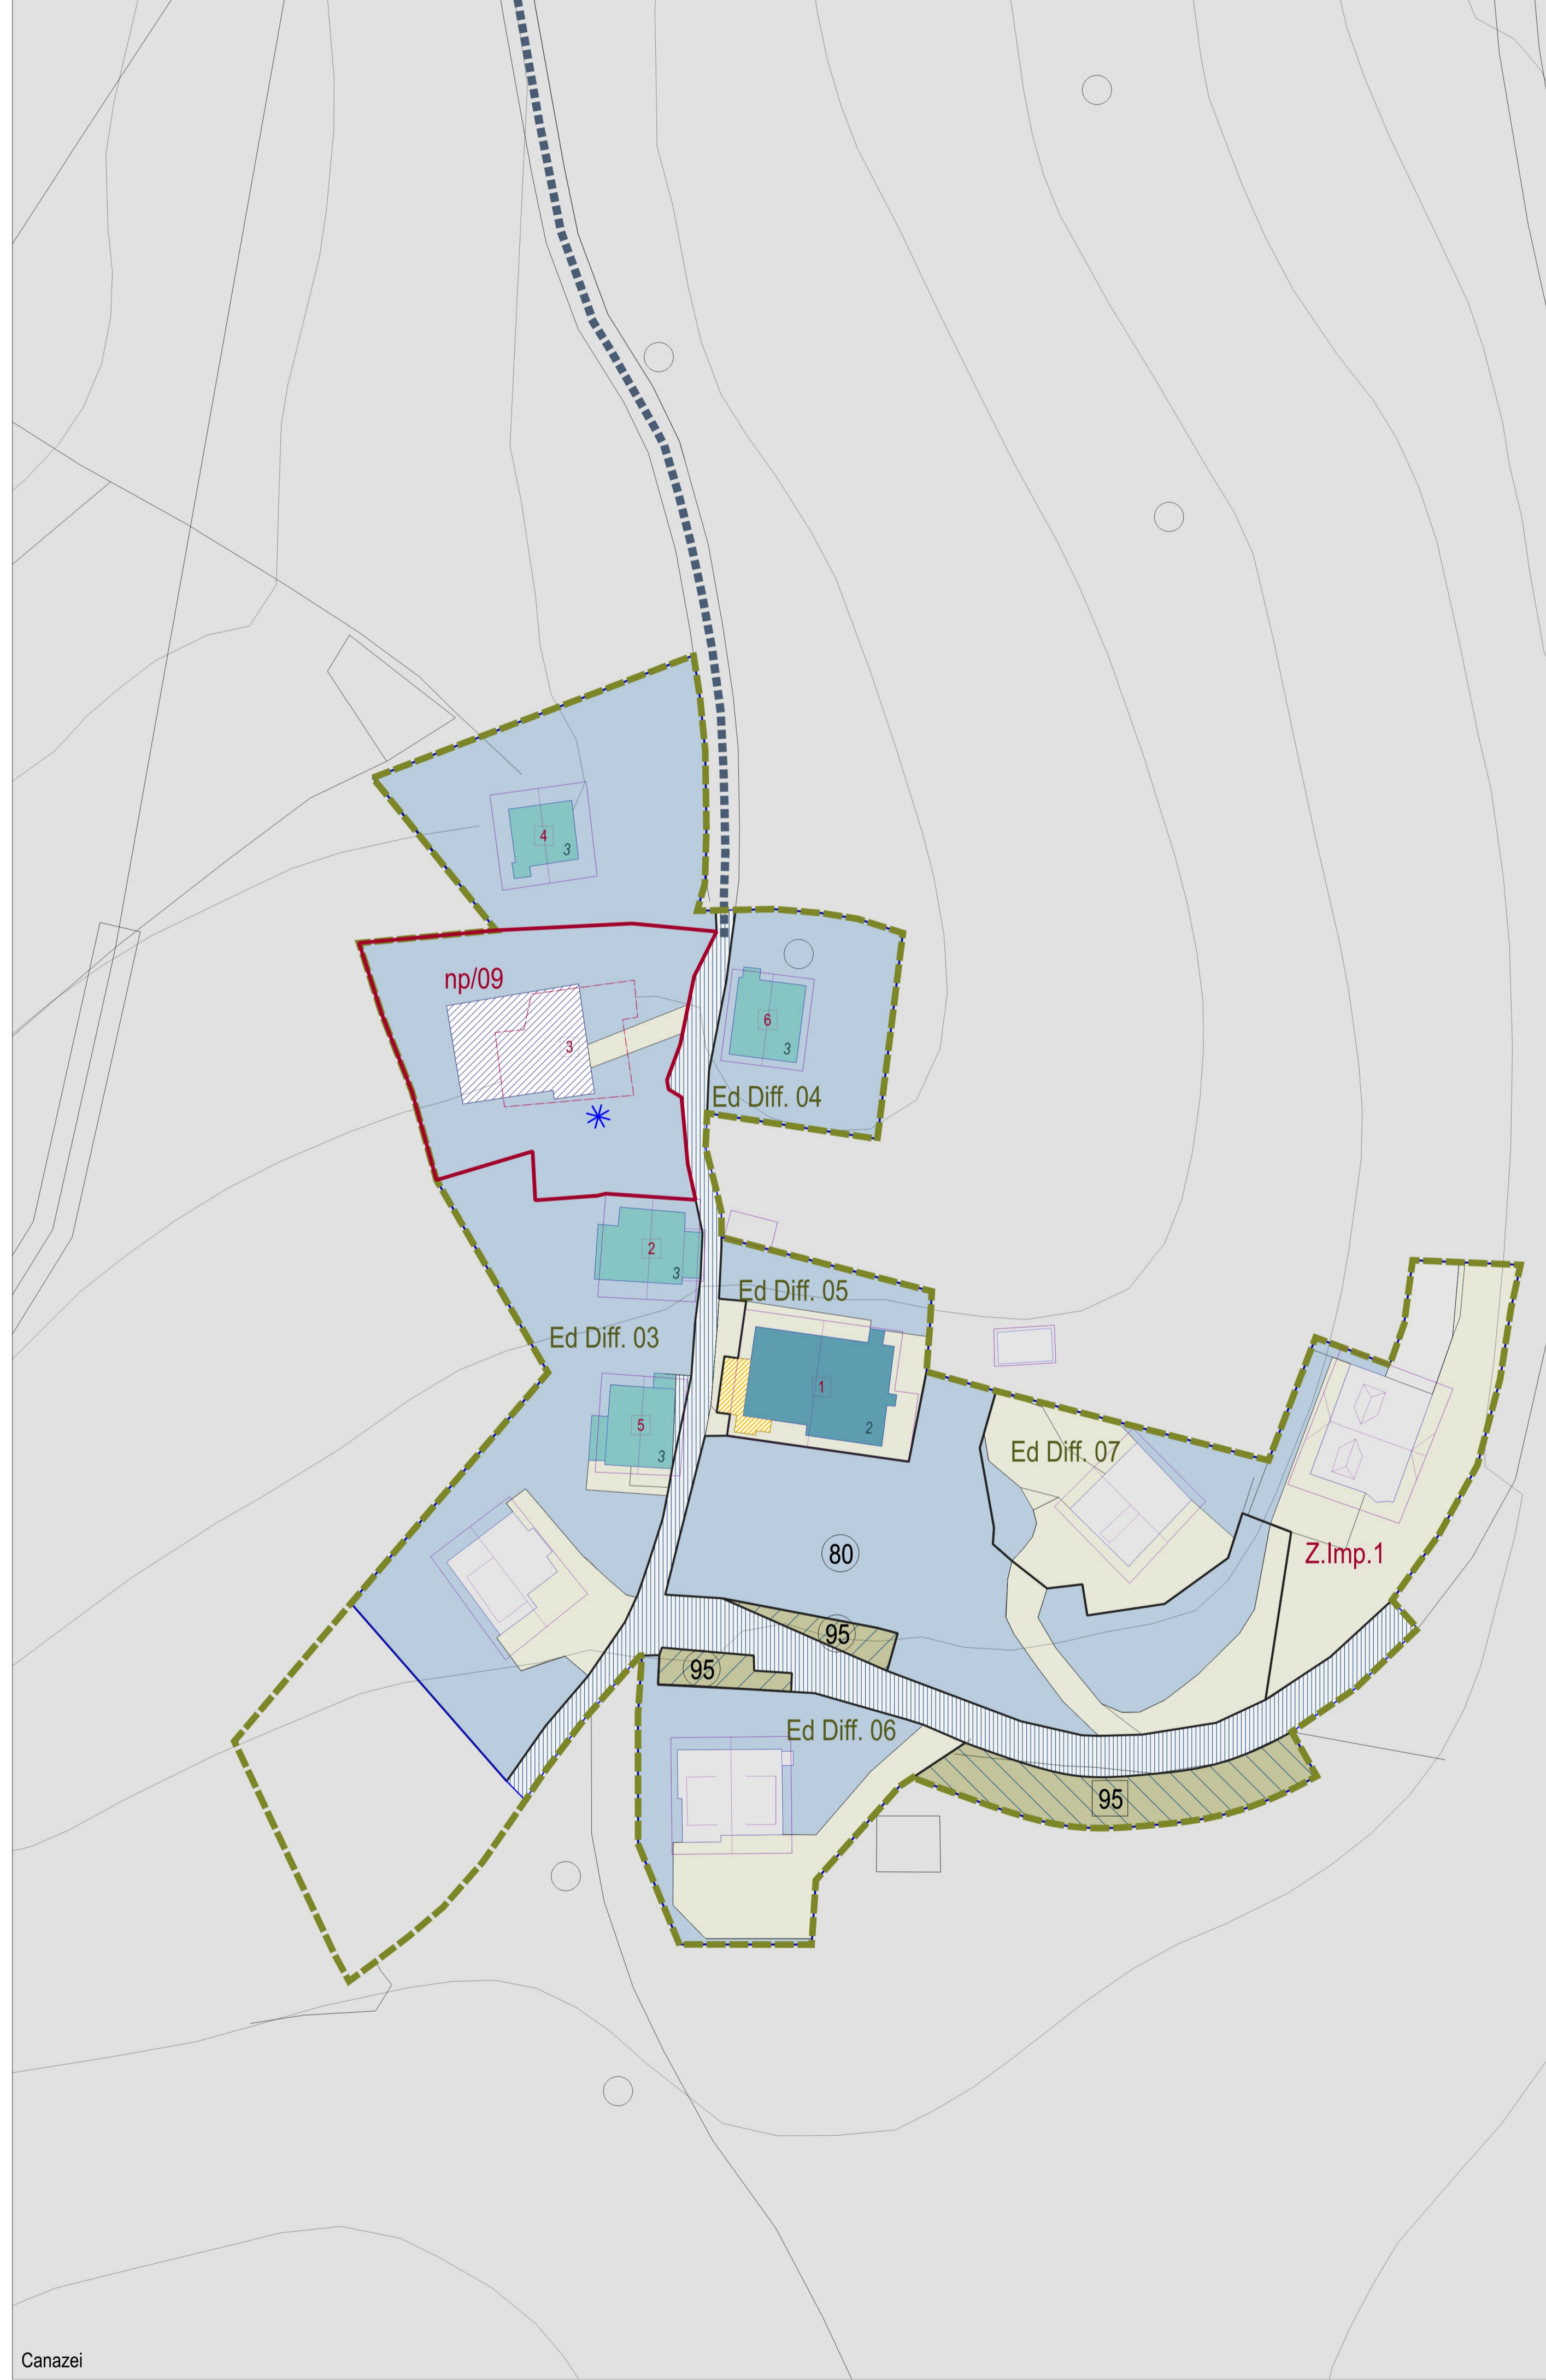 4
3
np/09
3
6
3
Ed Diff. 04
2
3
Ed Diff. 05
Ed Diff. 03
1
2
5
3
Ed Diff. 07
80
Z.Imp.1
95
95
Ed Diff. 06
95
Canazei